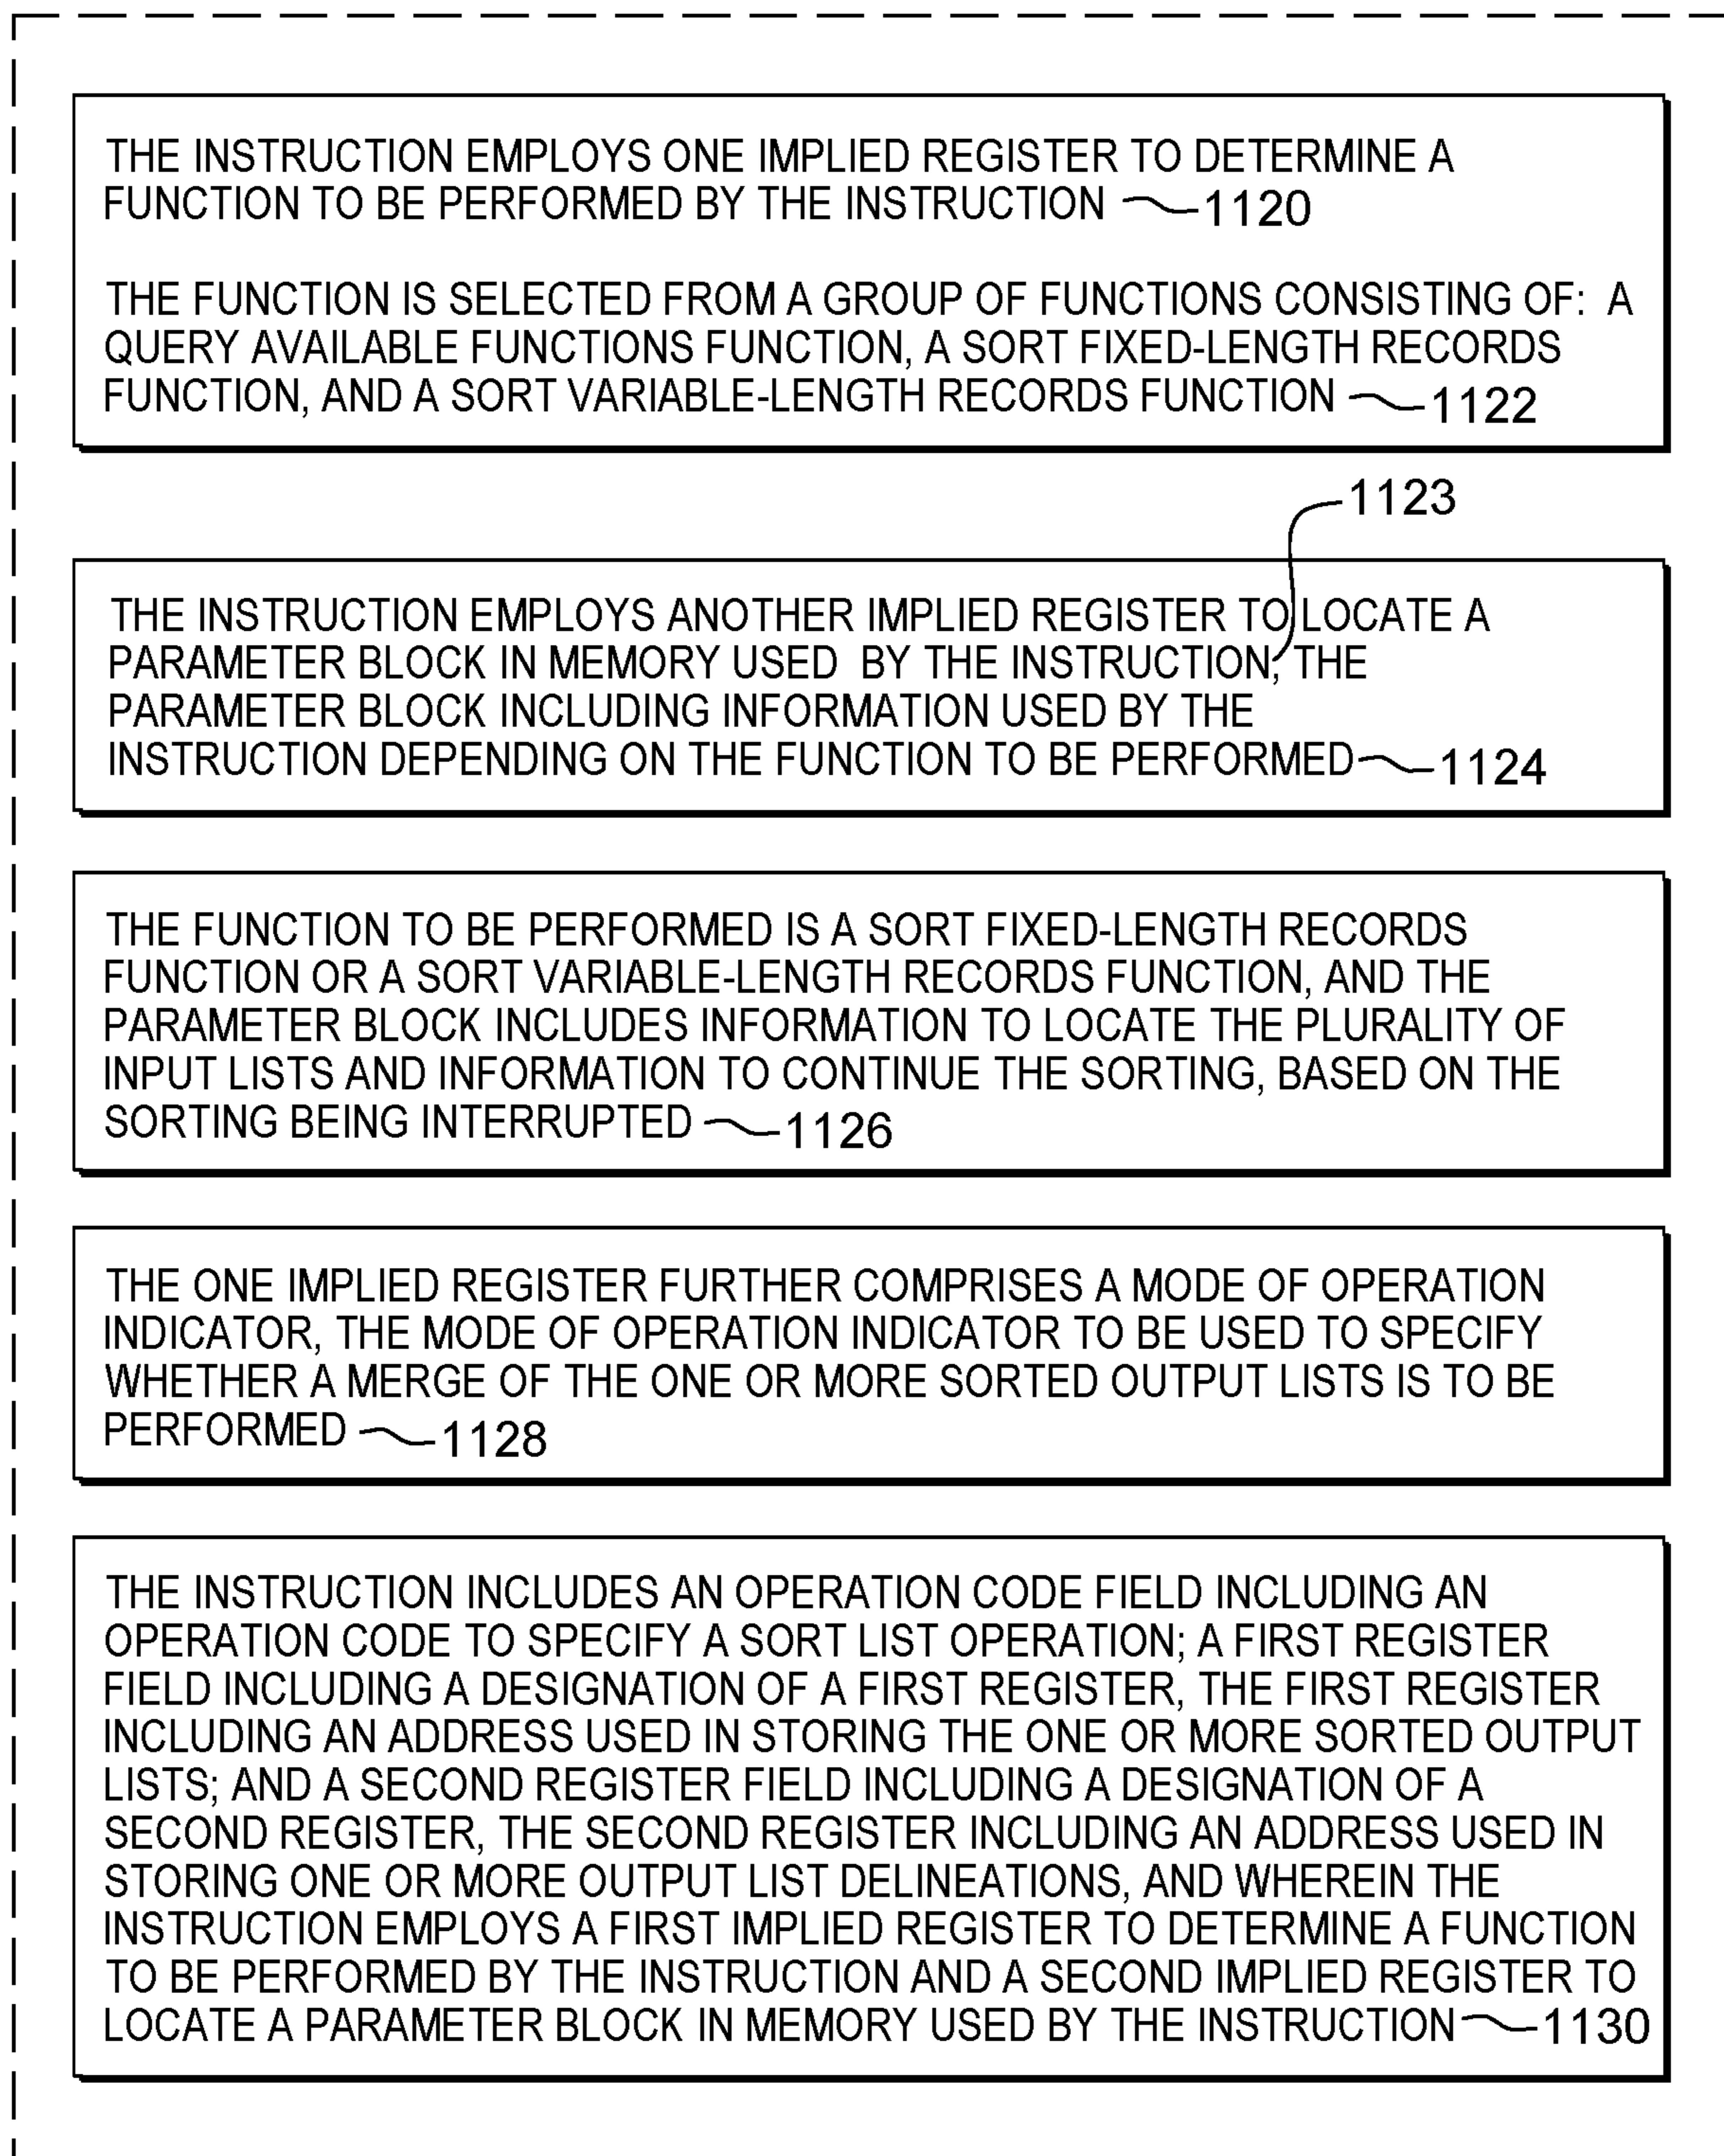 THE INSTRUCTION EMPLOYS ONE IMPLIED REGISTER TO DETERMINE A
FUNCTION TO BE PERFORMED BY THE INSTRUCTION 1120
THE FUNCTION IS SELECTED FROM A GROUP OF FUNCTIONS CONSISTING OF: A
QUERY AVAILABLE FUNCTIONS FUNCTION, A SORT FIXED-LENGTH RECORDS
FUNCTION, AND A SORT VARIABLE-LENGTH RECORDS FUNCTION 1122
1123
THE INSTRUCTION EMPLOYS ANOTHER IMPLIED REGISTER TO LOCATE A
PARAMETER BLOCK IN MEMORY USED BY THE INSTRUCTION, THE
PARAMETER BLOCK INCLUDING INFORMATION USED BY THE
INSTRUCTION DEPENDING ON THE FUNCTION TO BE PERFORMED 1124
THE FUNCTION TO BE PERFORMED IS A SORT FIXED-LENGTH RECORDS
FUNCTION OR A SORT VARIABLE-LENGTH RECORDS FUNCTION, AND THE
PARAMETER BLOCK INCLUDES INFORMATION TO LOCATE THE PLURALITY OF
INPUT LISTS AND INFORMATION TO CONTINUE THE SORTING, BASED ON THE
SORTING BEING INTERRUPTED 1126
THE ONE IMPLIED REGISTER FURTHER COMPRISES A MODE OF OPERATION
INDICATOR, THE MODE OF OPERATION INDICATOR TO BE USED TO SPECIFY
WHETHER A MERGE OF THE ONE OR MORE SORTED OUTPUT LISTS IS TO BE
PERFORMED 1128
THE INSTRUCTION INCLUDES AN OPERATION CODE FIELD INCLUDING AN
OPERATION CODE TO SPECIFY A SORT LIST OPERATION; A FIRST REGISTER
FIELD INCLUDING A DESIGNATION OF A FIRST REGISTER, THE FIRST REGISTER
INCLUDING AN ADDRESS USED IN STORING THE ONE OR MORE SORTED OUTPUT
LISTS; AND A SECOND REGISTER FIELD INCLUDING A DESIGNATION OF A
SECOND REGISTER, THE SECOND REGISTER INCLUDING AN ADDRESS USED IN
STORING ONE OR MORE OUTPUT LIST DELINEATIONS, AND WHEREIN THE
INSTRUCTION EMPLOYS A FIRST IMPLIED REGISTER TO DETERMINE A FUNCTION
TO BE PERFORMED BY THE INSTRUCTION AND A SECOND IMPLIED REGISTER TO
LOCATE A PARAMETER BLOCK IN MEMORY USED BY THE INSTRUCTION 1130